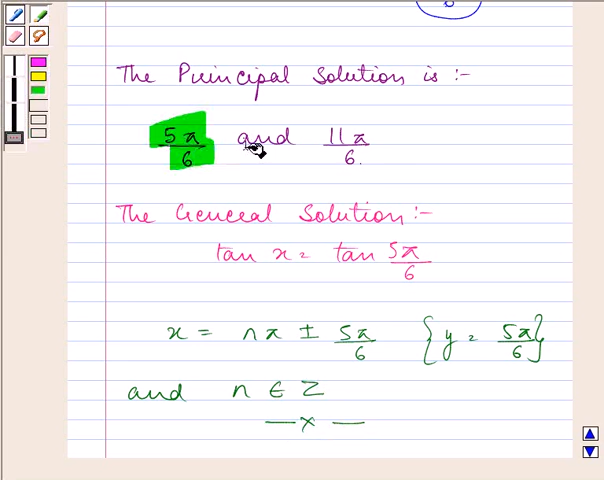 The Principal Solution is :-
5π/6 and 11π/6.
The General Solution :-
tan x = tan 5π/6
x = nπ ± 5π/6 {y = 5π/6}
and n ∈ Z
— x —